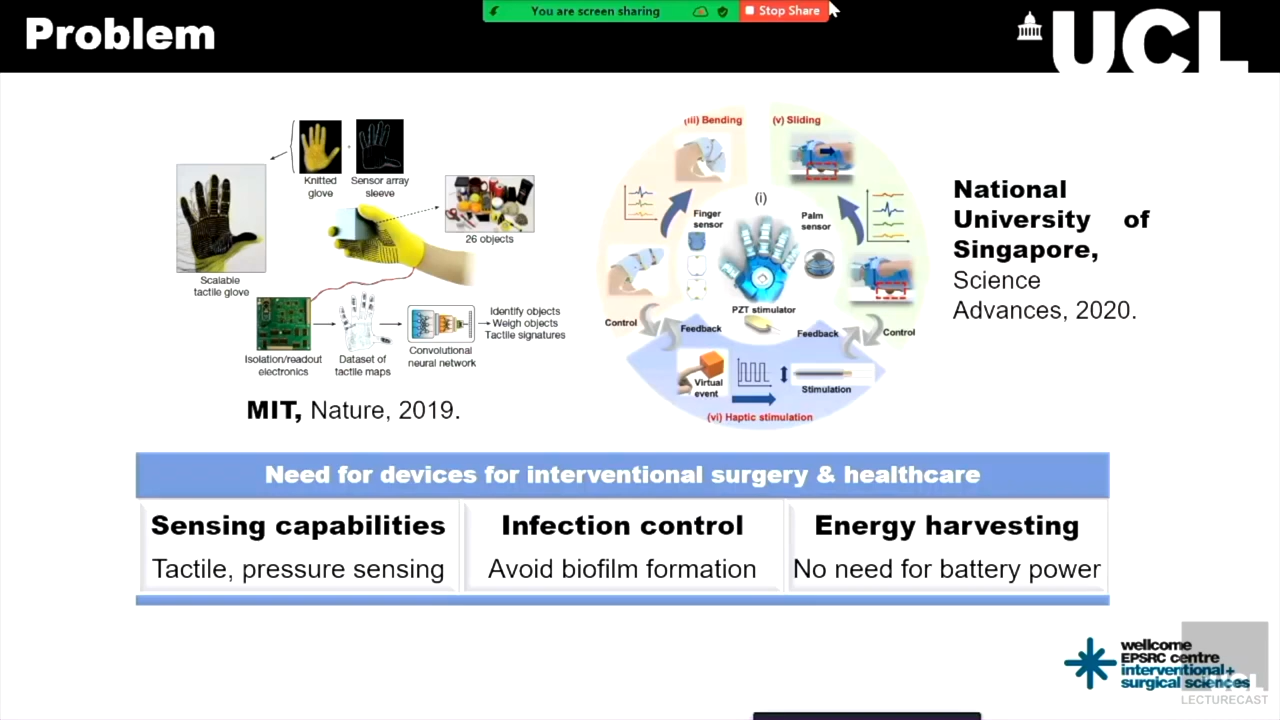 You are screen sharing
Stop Share
Problem
UCL
Knitted
glove
Sensor array
sleeve
26 objects
Scalable
tactile glove
Isolation/readout
electronics
Dataset of
tactile maps
Convolutional
neural network
Identify objects
Weigh objects
Tactile signatures
MIT, Nature, 2019.
(iii) Bending
(v) Sliding
(i)
Finger
sensor
Palm
sensor
PZT stimulator
Control
Feedback
Feedback
Control
Virtual
event
Stimulation
(vi) Haptic stimulation
National
University of
Singapore,
Science
Advances, 2020.
Need for devices for interventional surgery & healthcare
Sensing capabilities
Tactile, pressure sensing
Infection control
Avoid biofilm formation
Energy harvesting
No need for battery power
wellcome
EPSRC centre
interventional+
surgical sciences
UCL
LECTURECAST